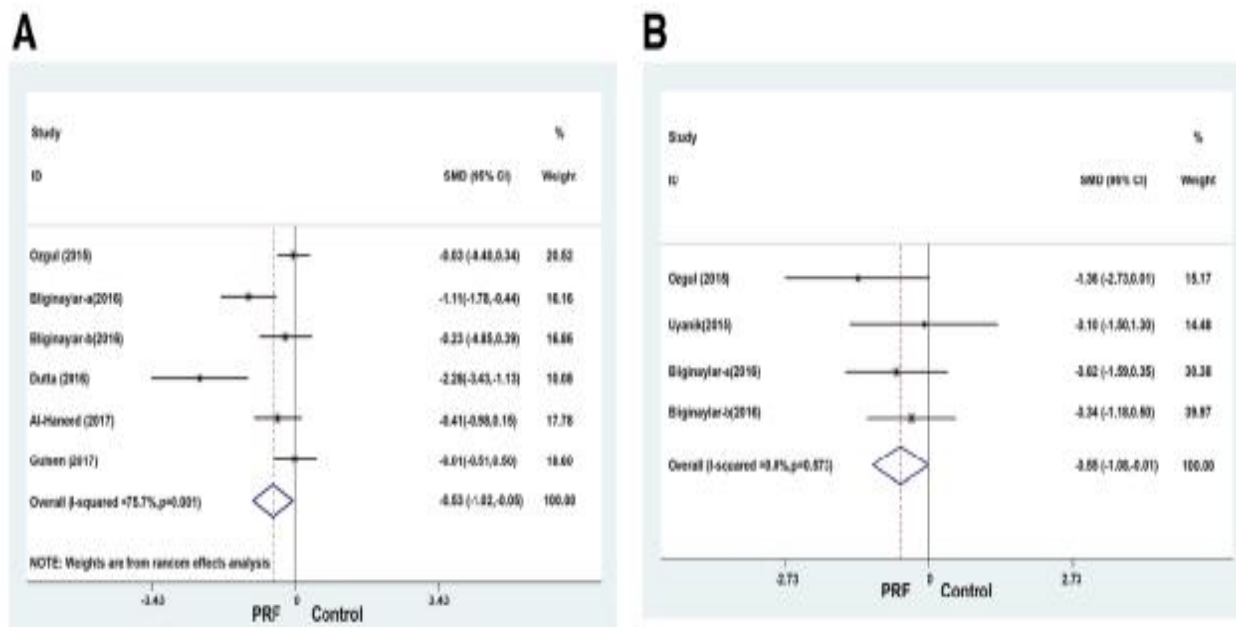 A
Study %
ID SMD (95% CI) Weight
Ozgul (2015) -0.03 (-0.40,0.34) 20.52
-a(2016) -1.11(-1.78,-0.44) 16.16
-b(2016) -0.23 (-0.85,0.39) 16.86
Dutta (2016) -2.28(-3.43,-1.13) 10.08
(2017) -0.41(-0.98,0.15) 17.78
Gulsen (2017) -0.01(-0.51,0.50) 18.60
Overall (I-squared =75.7%,p=0.001) -0.53 (-1.02,-0.05) 100.00
NOTE: Weights are from random effects analysis
-3.43 0 3.43
PRF Control
B
Study %
ID SMD (95% CI) Weight
Ozgul (2015) -1.36 (-2.73,0.01) 15.17
Uyanik(2015) -0.10 (-1.50,1.30) 14.48
-a(2016) -0.62 (-1.59,0.35) 30.38
-b(2016) -0.34 (-1.18,0.50) 39.97
Overall (I-squared =0.0%,p=0.573) -0.55 (-1.08,-0.01) 100.00
-2.73 0 2.73
PRF Control